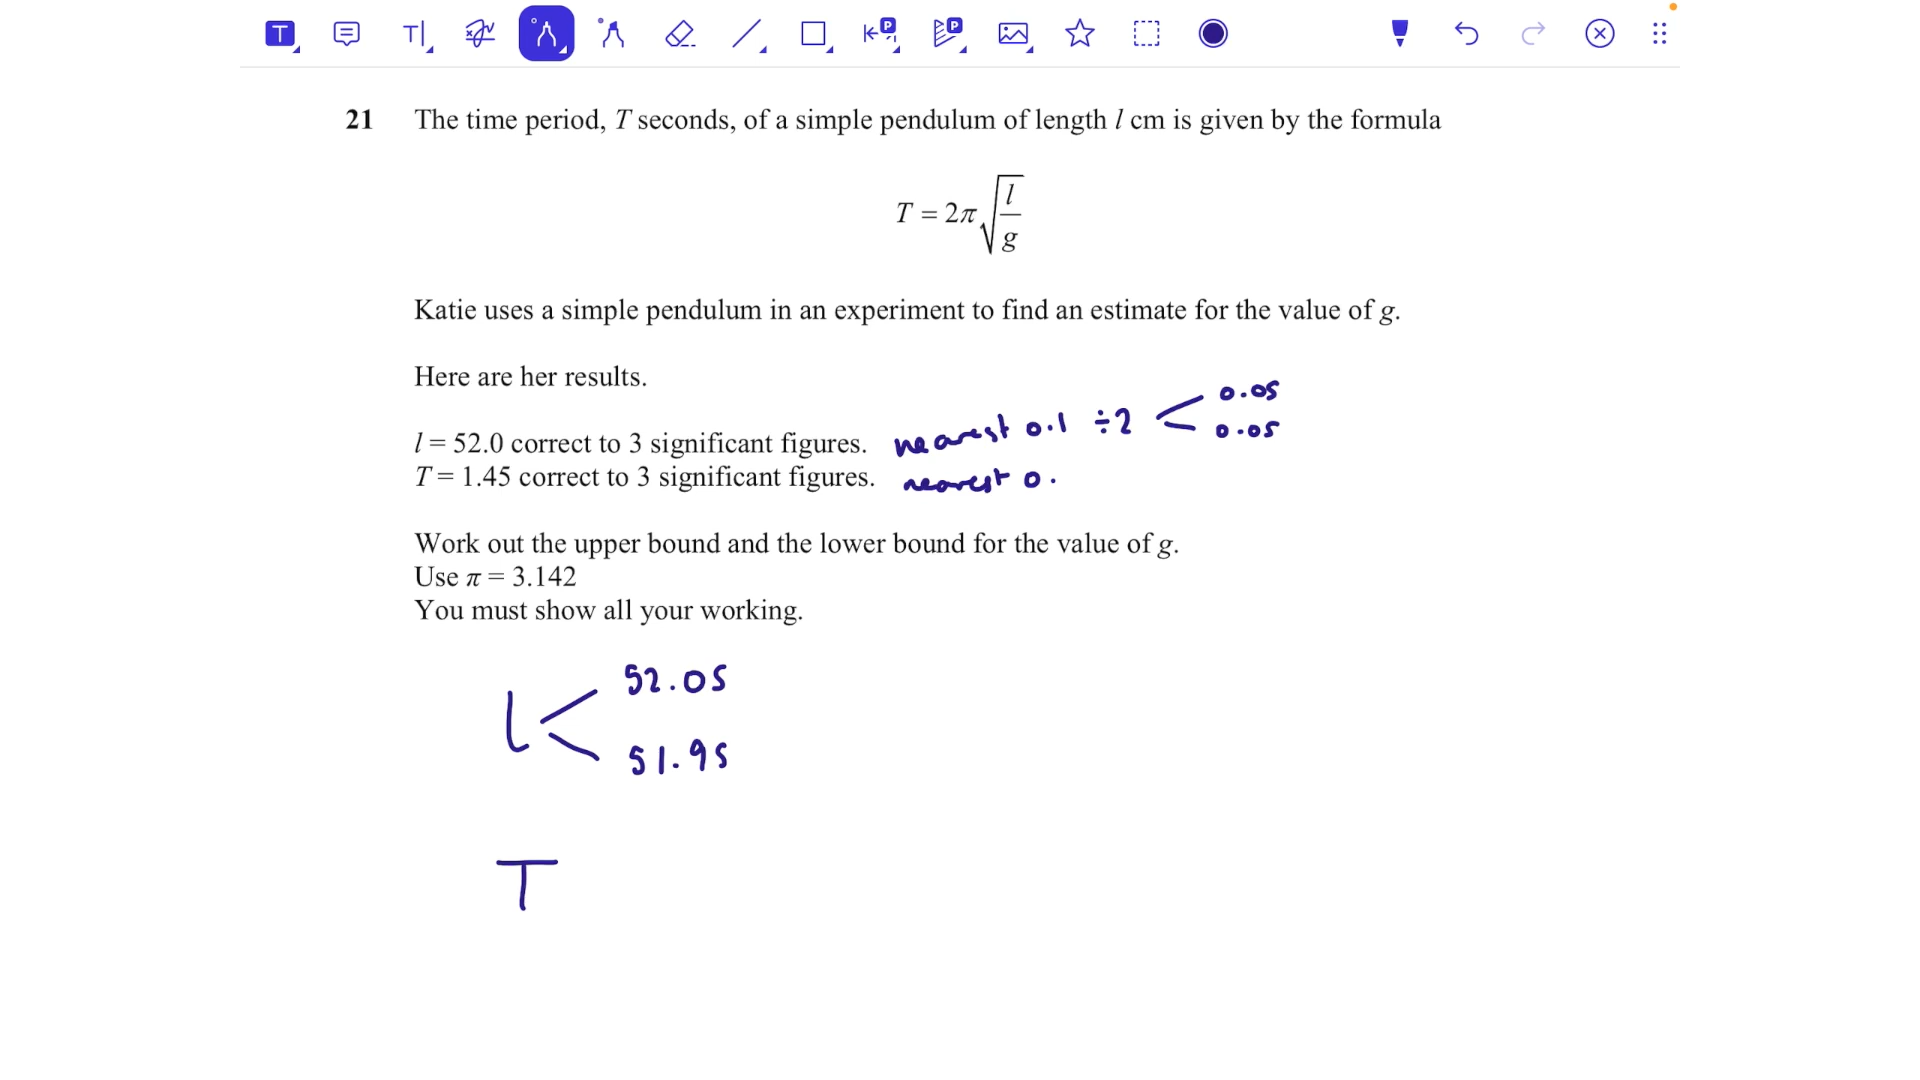 21 The time period, T seconds, of a simple pendulum of length l cm is given by the formula
T = 2π√(l/g)
Katie uses a simple pendulum in an experiment to find an estimate for the value of g.
Here are her results.
l = 52.0 correct to 3 significant figures. nearest 0.1 ÷2 < 0.05 0.05
T = 1.45 correct to 3 significant figures. nearest 0.
Work out the upper bound and the lower bound for the value of g.
Use π = 3.142
You must show all your working.
l < 52.05
51.95
T